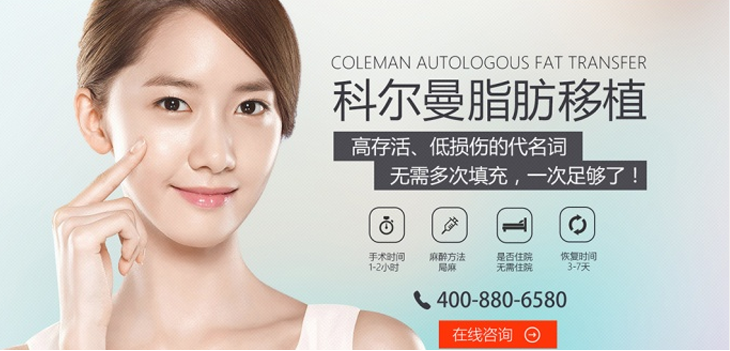 COLEMAN AUTOLOGOUS FAT TRANSFER
科尔曼脂肪移植
高存活、低损伤的代名词
无需多次填充，一次足够了！
手术时间
1-2小时
麻醉方法
局麻
是否住院
无需住院
恢复时间
3-7天
400-880-6580
在线咨询